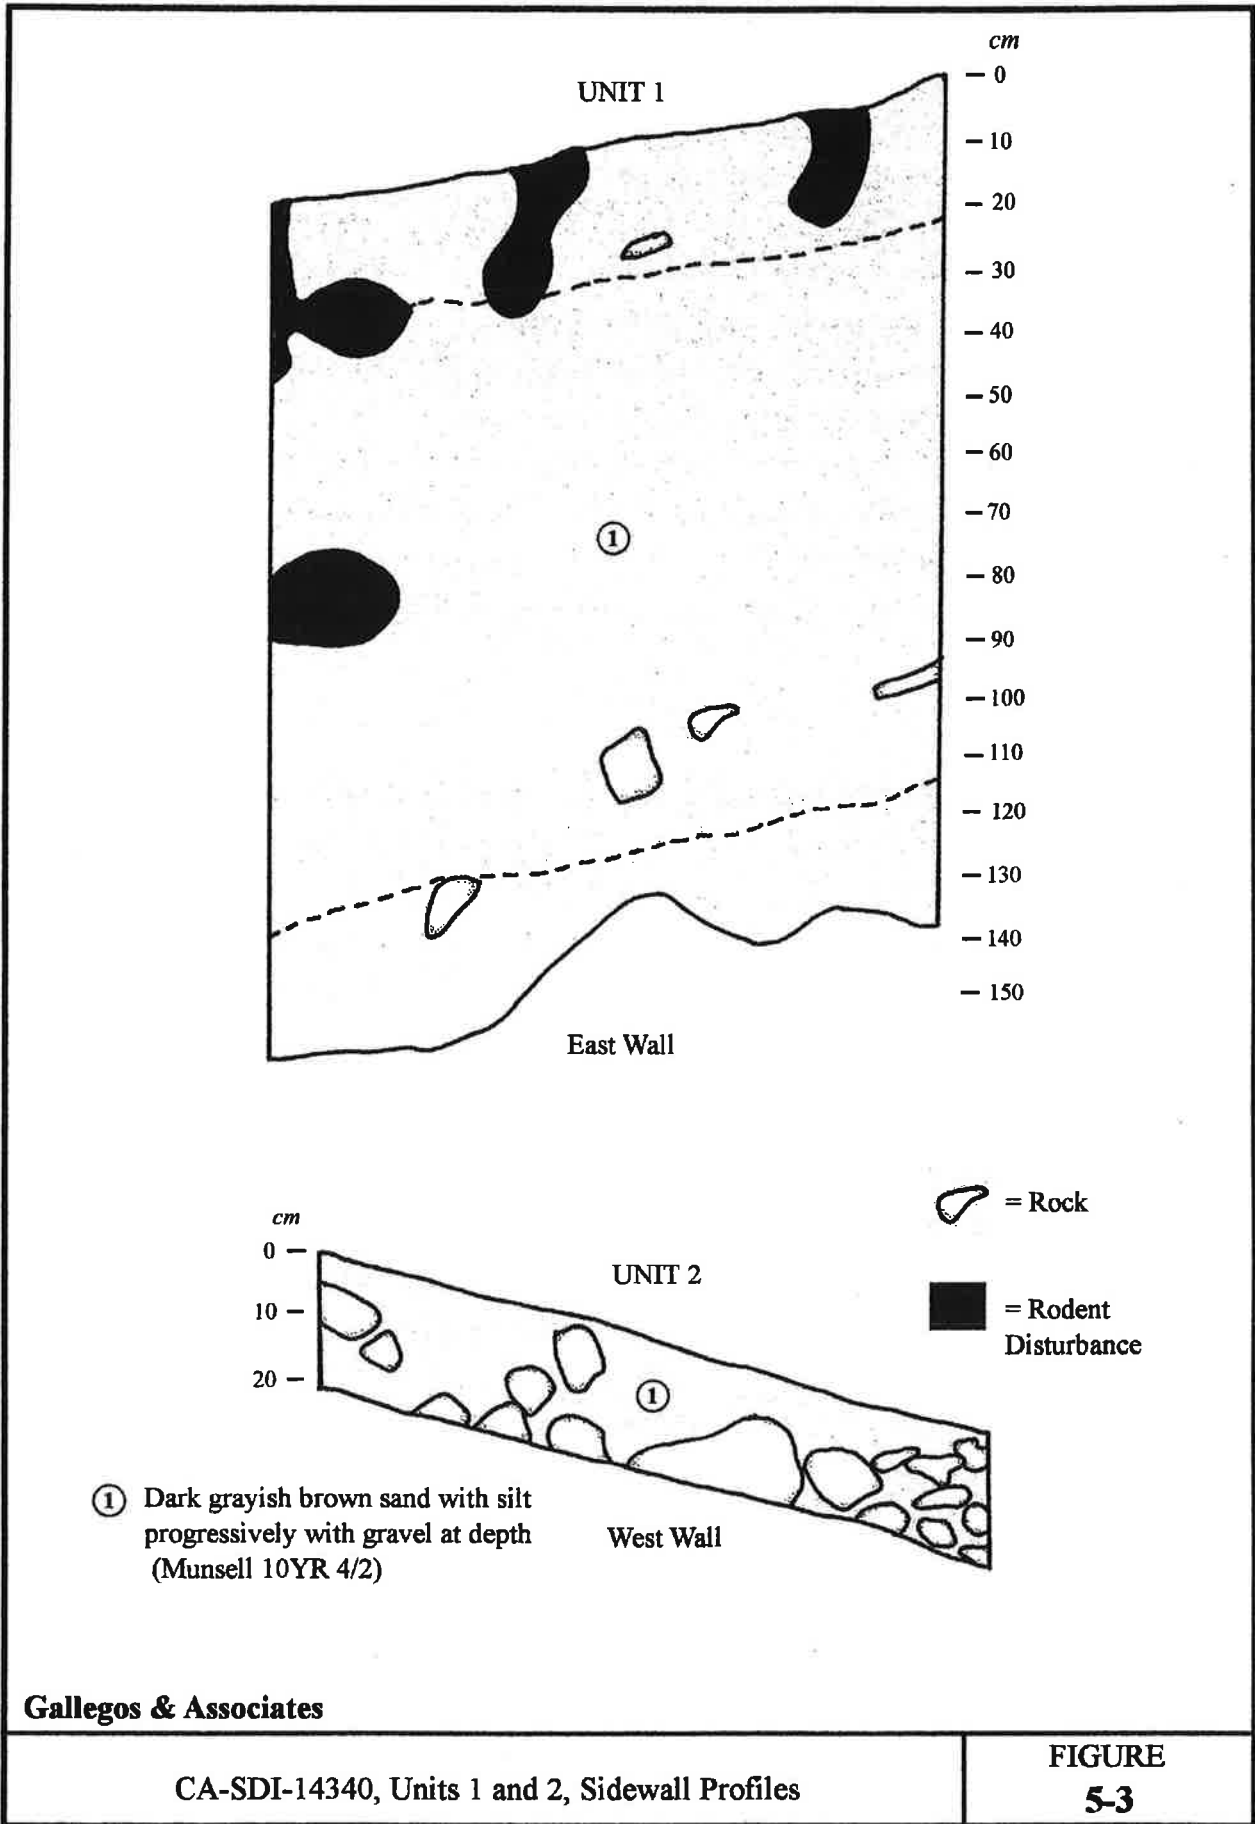 cm
UNIT 1
0
10
20
30
40
50
60
70
80
90
100
110
120
130
140
150
①
East Wall
= Rock
= Rodent
Disturbance
cm
0
10
20
UNIT 2
①
West Wall
① Dark grayish brown sand with silt
progressively with gravel at depth
(Munsell 10YR 4/2)
Gallegos & Associates
CA-SDI-14340, Units 1 and 2, Sidewall Profiles
FIGURE
5-3